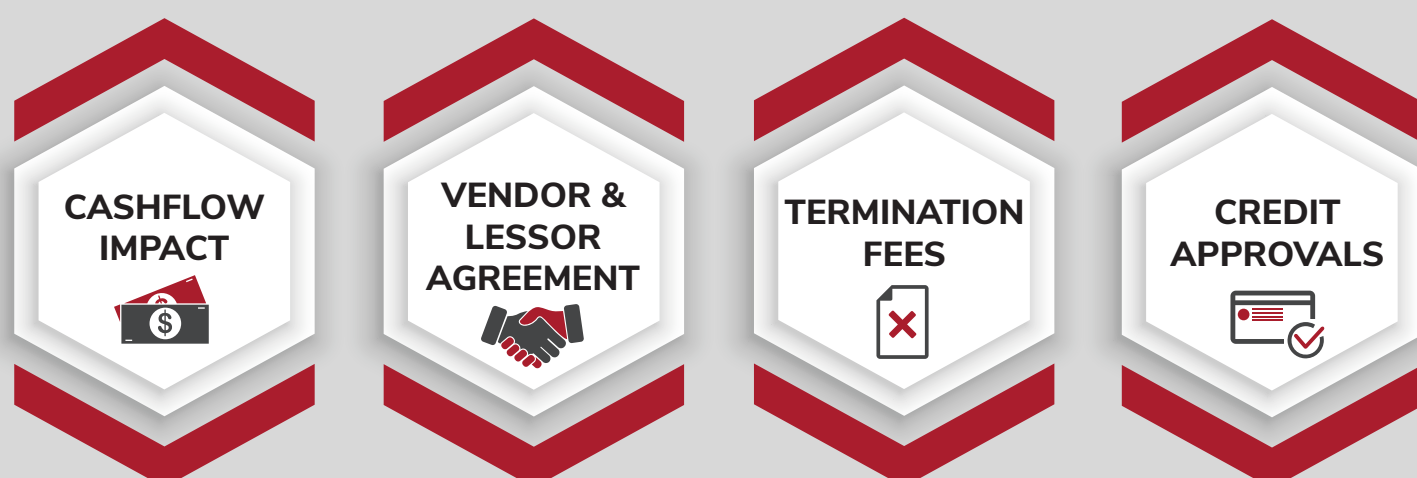 CASHFLOW
IMPACT
$
$
VENDOR &
LESSOR
AGREEMENT
TERMINATION
FEES
CREDIT
APPROVALS